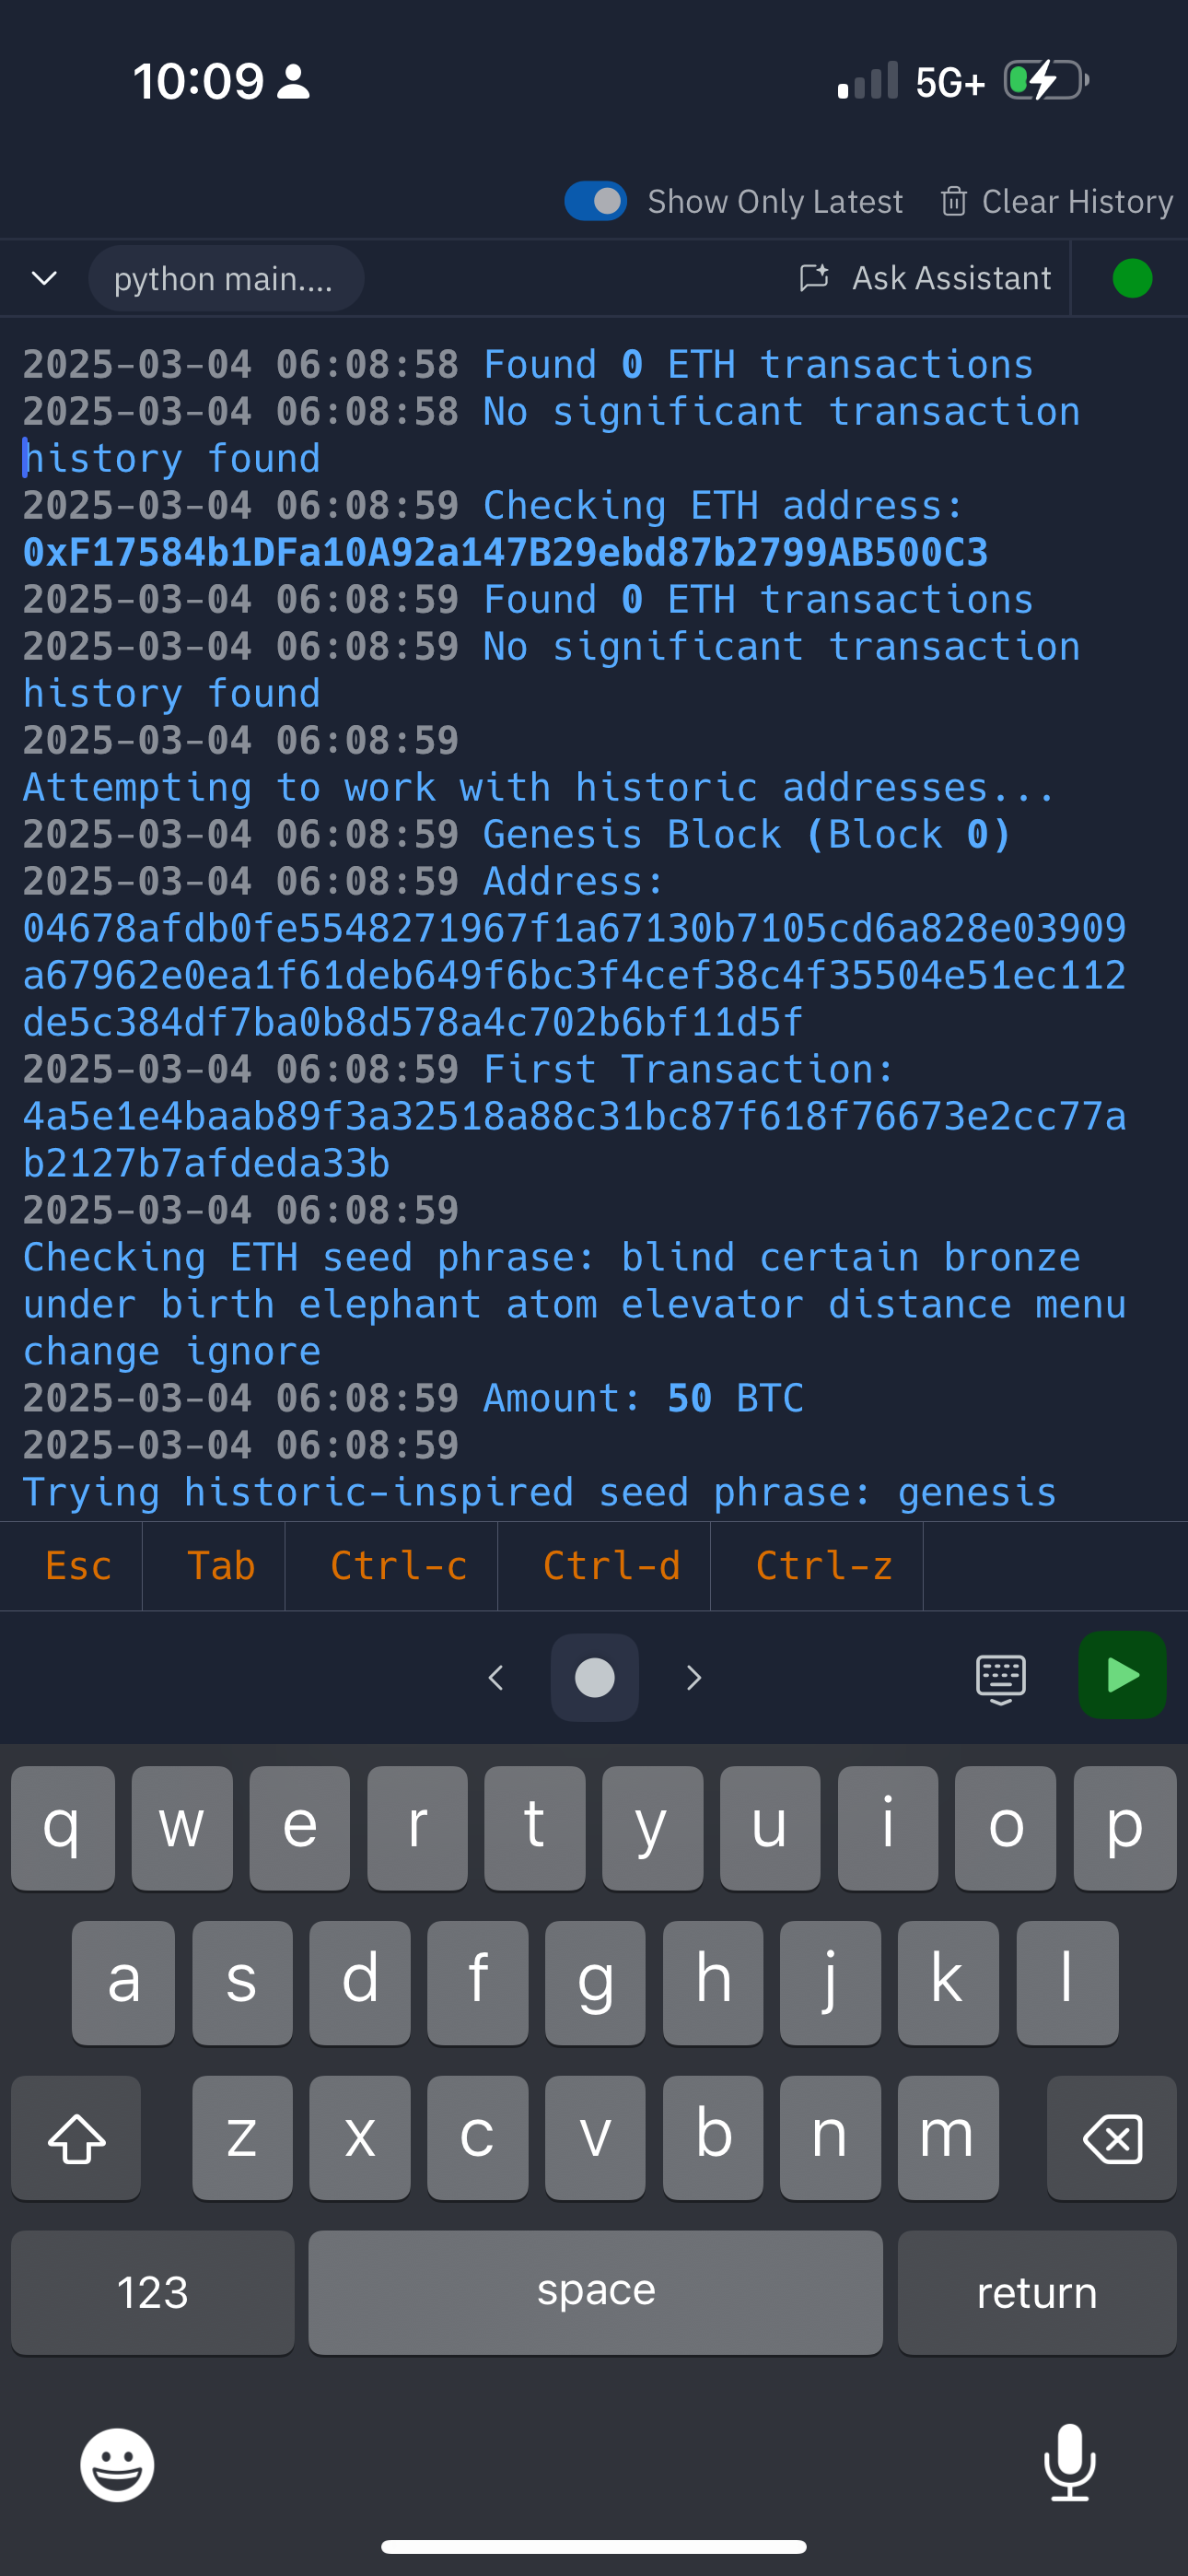 10:09
5G+
Show Only Latest
Clear History
python main....
Ask Assistant
2025-03-04 06:08:58 Found 0 ETH transactions
2025-03-04 06:08:58 No significant transaction
history found
2025-03-04 06:08:59 Checking ETH address:
0xF17584b1DFa10A92a147B29ebd87b2799AB500C3
2025-03-04 06:08:59 Found 0 ETH transactions
2025-03-04 06:08:59 No significant transaction
history found
2025-03-04 06:08:59
Attempting to work with historic addresses...
2025-03-04 06:08:59 Genesis Block (Block 0)
2025-03-04 06:08:59 Address:
04678afdb0fe5548271967f1a67130b7105cd6a828e03909
a67962e0ea1f61deb649f6bc3f4cef38c4f35504e51ec112
de5c384df7ba0b8d578a4c702b6bf11d5f
2025-03-04 06:08:59 First Transaction:
4a5e1e4baab89f3a32518a88c31bc87f618f76673e2cc77a
b2127b7afdeda33b
2025-03-04 06:08:59
Checking ETH seed phrase: blind certain bronze
under birth elephant atom elevator distance menu
change ignore
2025-03-04 06:08:59 Amount: 50 BTC
2025-03-04 06:08:59
Trying historic-inspired seed phrase: genesis
Esc Tab Ctrl-c Ctrl-d Ctrl-z
q w e r t y u i o p
a s d f g h j k l
z x c v b n m
123 space return